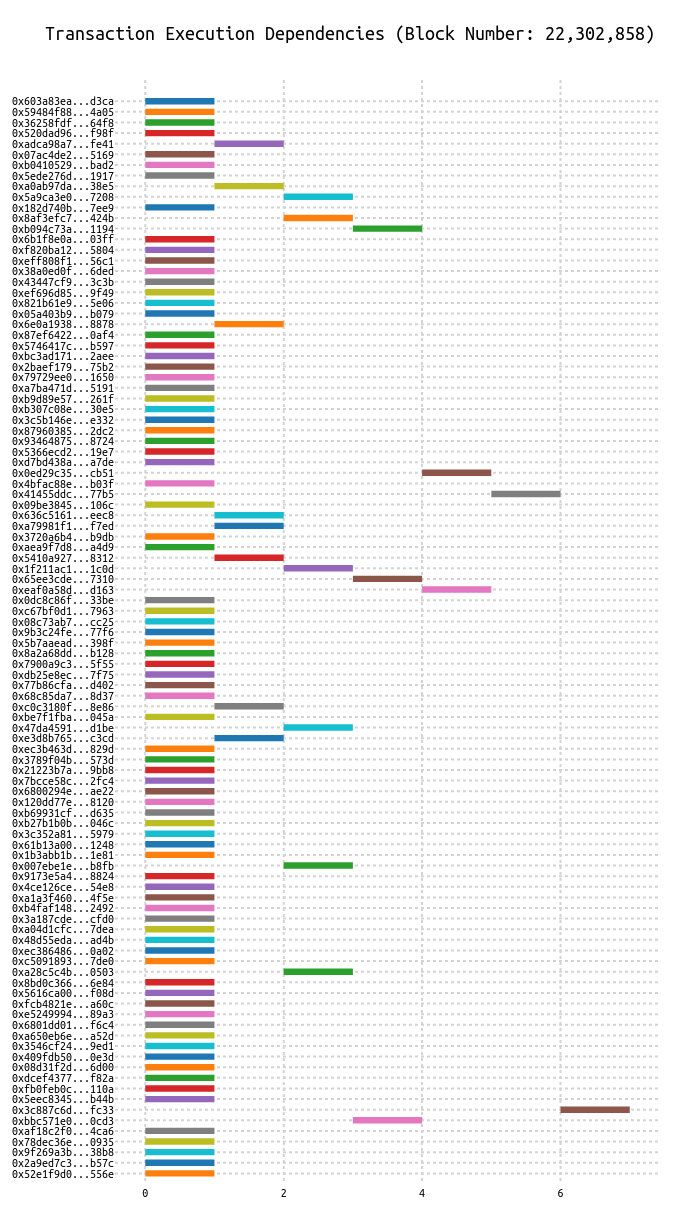 Transaction Execution Dependencies (Block Number: 22,302,858)
0x603a83ea...d3ca
0x59484f88...4a05
0x36258fdf...64f8
0x520dad96...f98f
0xadca98a7...fe41
0x07ac4de2...5169
0xb0410529...bad2
0x5ede276d...1917
0xa0ab97da...38e5
0x5a9ca3e0...7208
0x182d740b...7ee9
0x8af3efc7...424b
0xb094c73a...1194
0x6b1f8e0a...03ff
0xf820ba12...5804
0xeff808f1...56c1
0x38a0ed0f...6ded
0x43447cf9...3c3b
0xef696d85...9f49
0x821b61e9...5e06
0x05a403b9...b079
0x6e0a1938...8878
0x87ef6422...0af4
0x5746417c...b597
0xbc3ad171...2aee
0x2baef179...75b2
0x79729ee0...1650
0xa7ba471d...5191
0xb9d89e57...261f
0xb307c08e...30e5
0x3c5b146e...e332
0x87960385...2dc2
0x93464875...8724
0x5366ecd2...19e7
0xd7bd438a...a7de
0x0ed29c35...cb51
0x4bfac88e...b03f
0x41455ddc...77b5
0x09be3845...106c
0x636c5161...eec8
0xa79981f1...f7ed
0x3720a6b4...b9db
0xaea9f7d8...a4d9
0x5410a927...8312
0x1f211ac1...1c0d
0x65ee3cde...7310
0xeaf0a58d...d163
0x0dc8c86f...33be
0xc67bf0d1...7963
0x08c73ab7...cc25
0x9b3c24fe...77f6
0x5b7aaead...398f
0x8a2a68dd...b128
0x7900a9c3...5f55
0xdb25e8ec...7f75
0x77b86cfa...d402
0x68c85da7...8d37
0xc0c3180f...8e86
0xbe7f1fba...045a
0x47da4591...d1be
0xe3d8b765...c3cd
0xec3b463d...829d
0x3789f04b...573d
0x21223b7a...9bb8
0x7bcce58c...2fc4
0x6800294e...ae22
0x120dd77e...8120
0xb69931cf...d635
0xb27b1b0b...046c
0x3c352a81...5979
0x61b13a00...1248
0x1b3abb1b...1e81
0x007ebe1e...b8fb
0x9173e5a4...8824
0x4ce126ce...54e8
0xa1a3f460...4f5e
0xb4faf148...2492
0x3a187cde...cfd0
0xa04d1cfc...7dea
0x48d55eda...ad4b
0xec386486...0a02
0xc5091893...7de0
0xa28c5c4b...0503
0x8bd0c366...6e84
0x5616ca00...f08d
0xfcb4821e...a60c
0xe5249994...89a3
0x6801dd01...f6c4
0xa650eb6e...a52d
0x3546cf24...9ed1
0x409fdb50...0e3d
0x08d31f2d...6d00
0xdcef4377...f82a
0xfb0feb0c...110a
0x5eec8345...b44b
0x3c887c6d...fc33
0xbbc571e0...0cd3
0xaf18c2f0...4ca6
0x78dec36e...0935
0x9f269a3b...38b8
0x2a9ed7c3...b57c
0x52e1f9d0...556e
0 2 4 6